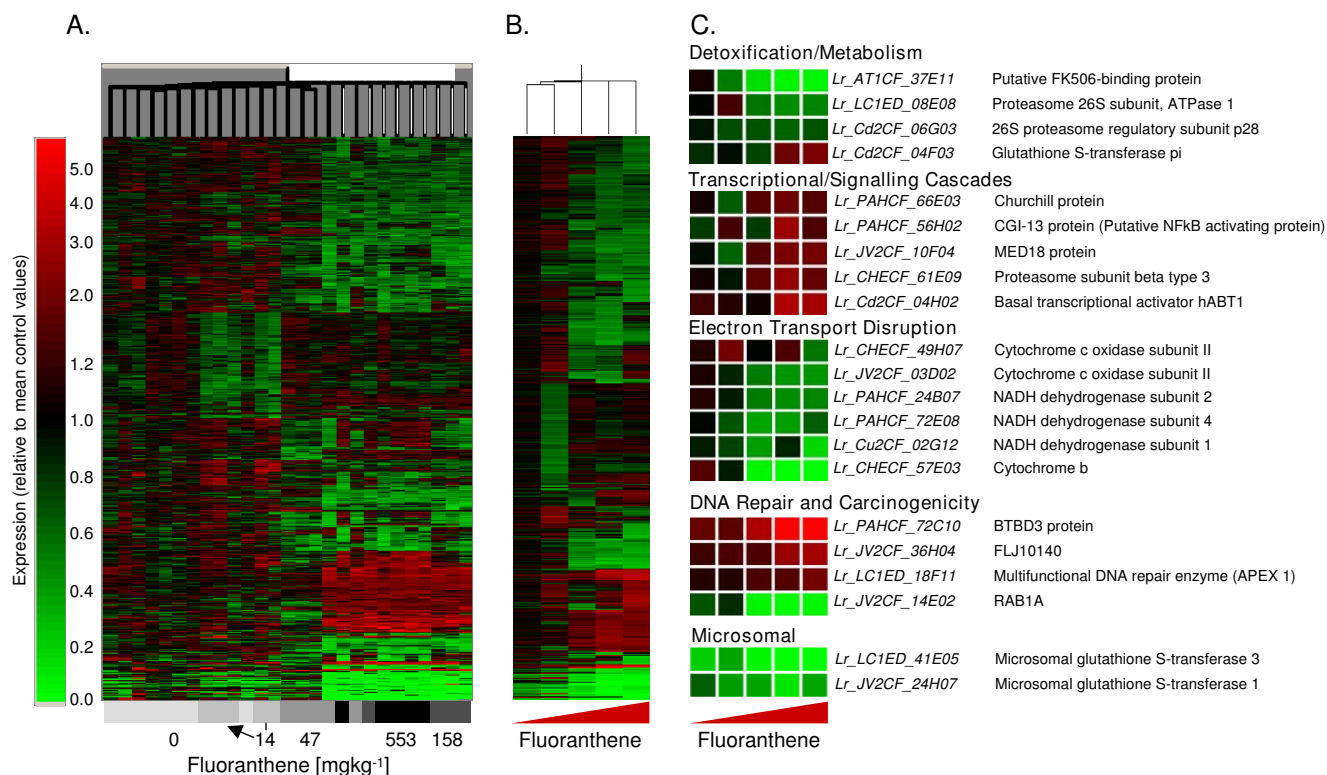 A.
B.
C.
Expression (relative to mean control values)
5.0
4.0
3.0
2.0
1.2
1.0
0.8
0.6
0.4
0.2
0.0
0 14 47 553 158
Fluoranthene [mgkg-1]
Fluoranthene
Detoxification/Metabolism
Lr_AT1CF_37E11 Putative FK506-binding protein
Lr_LC1ED_08E08 Proteasome 26S subunit, ATPase 1
Lr_Cd2CF_06G03 26S proteasome regulatory subunit p28
Lr_Cd2CF_04F03 Glutathione S-transferase pi
Transcriptional/Signalling Cascades
Lr_PAHCF_66E03 Churchill protein
Lr_PAHCF_56H02 CGI-13 protein (Putative NFkB activating protein)
Lr_JV2CF_10F04 MED18 protein
Lr_CHECF_61E09 Proteasome subunit beta type 3
Lr_Cd2CF_04H02 Basal transcriptional activator hABT1
Electron Transport Disruption
Lr_CHECF_49H07 Cytochrome c oxidase subunit II
Lr_JV2CF_03D02 Cytochrome c oxidase subunit II
Lr_PAHCF_24B07 NADH dehydrogenase subunit 2
Lr_PAHCF_72E08 NADH dehydrogenase subunit 4
Lr_Cu2CF_02G12 NADH dehydrogenase subunit 1
Lr_CHECF_57E03 Cytochrome b
DNA Repair and Carcinogenicity
Lr_PAHCF_72C10 BTBD3 protein
Lr_JV2CF_36H04 FLJ10140
Lr_LC1ED_18F11 Multifunctional DNA repair enzyme (APEX 1)
Lr_JV2CF_14E02 RAB1A
Microsomal
Lr_LC1ED_41E05 Microsomal glutathione S-transferase 3
Lr_JV2CF_24H07 Microsomal glutathione S-transferase 1
Fluoranthene